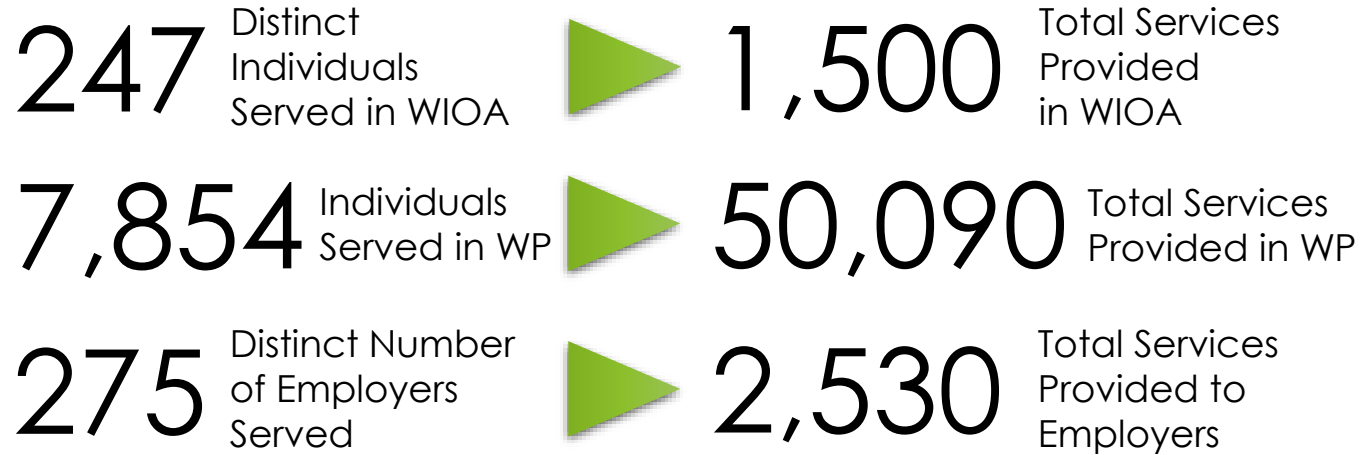 247
Distinct
Individuals
Served in WIOA
1,500
Total Services
Provided
in WIOA
7,854
Individuals
Served in WP
50,090
Total Services
Provided in WP
275
Distinct Number
of Employers
Served
2,530
Total Services
Provided to
Employers